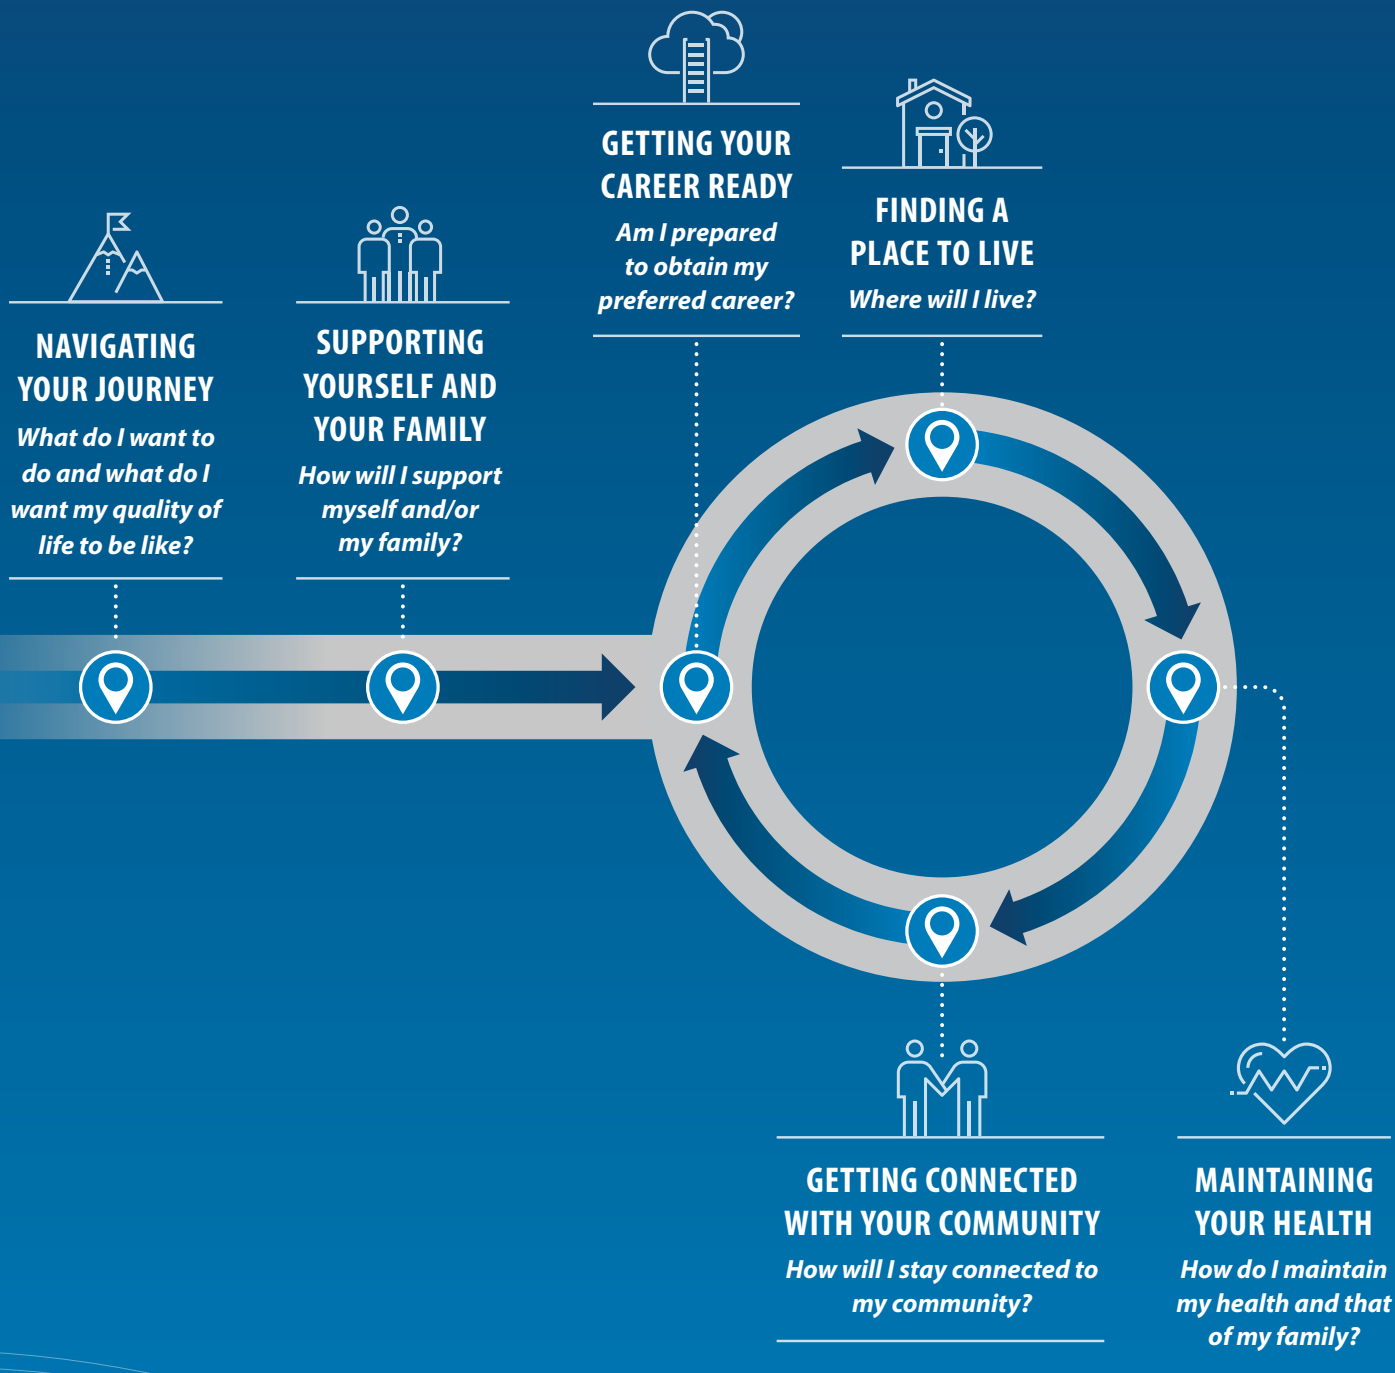 NAVIGATING
YOUR JOURNEY
What do I want to
do and what do I
want my quality of
life to be like?
SUPPORTING
YOURSELF AND
YOUR FAMILY
How will I support
myself and/or
my family?
GETTING YOUR
CAREER READY
Am I prepared
to obtain my
preferred career?
FINDING A
PLACE TO LIVE
Where will I live?
GETTING CONNECTED
WITH YOUR COMMUNITY
How will I stay connected to
my community?
MAINTAINING
YOUR HEALTH
How do I maintain
my health and that
of my family?